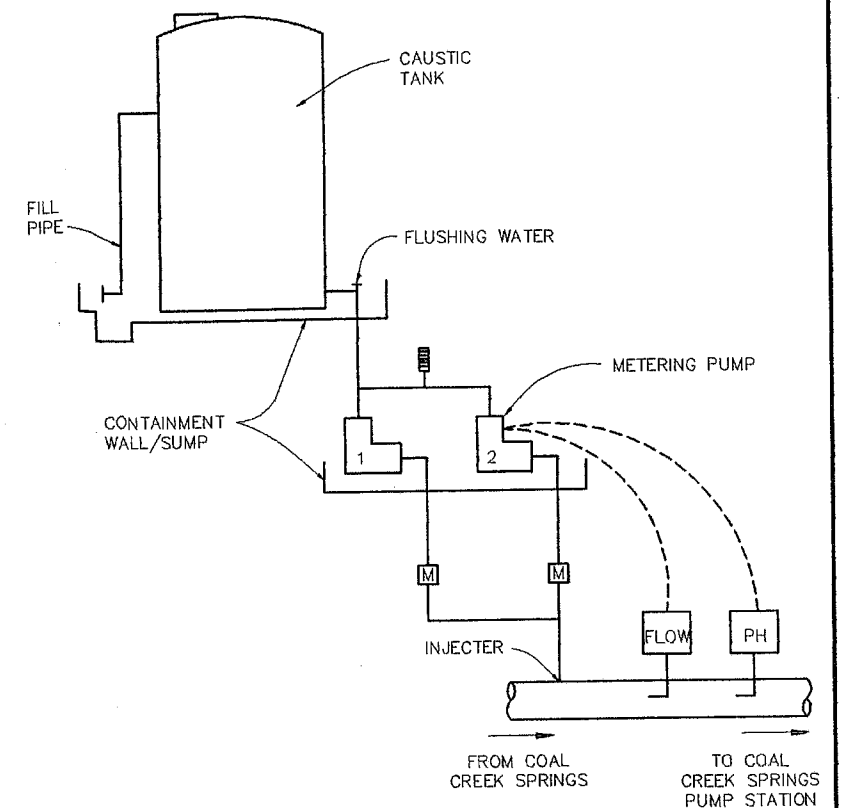 CAUSTIC
TANK
FILL
PIPE
FLUSHING WATER
METERING PUMP
CONTAINMENT
WALL/SUMP
1
2
M
M
INJECTER
FLOW
PH
FROM COAL
CREEK SPRINGS
TO COAL
CREEK SPRINGS
PUMP STATION